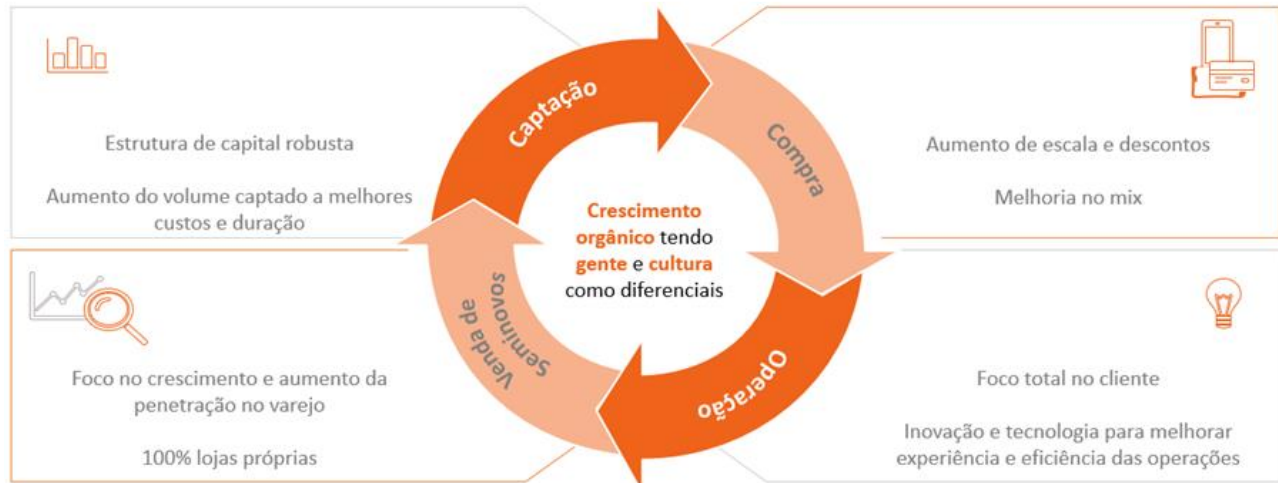 Estrutura de capital robusta
Aumento do volume captado a melhores
custos e duração
Captação
Compra
Aumento de escala e descontos
Melhoria no mix
Crescimento
orgânico tendo
gente e cultura
como diferenciais
Foco no crescimento e aumento da
penetração no varejo
100% lojas próprias
Venda de
Seminovos
Operação
Foco total no cliente
Inovação e tecnologia para melhorar
experiência e eficiência das operações